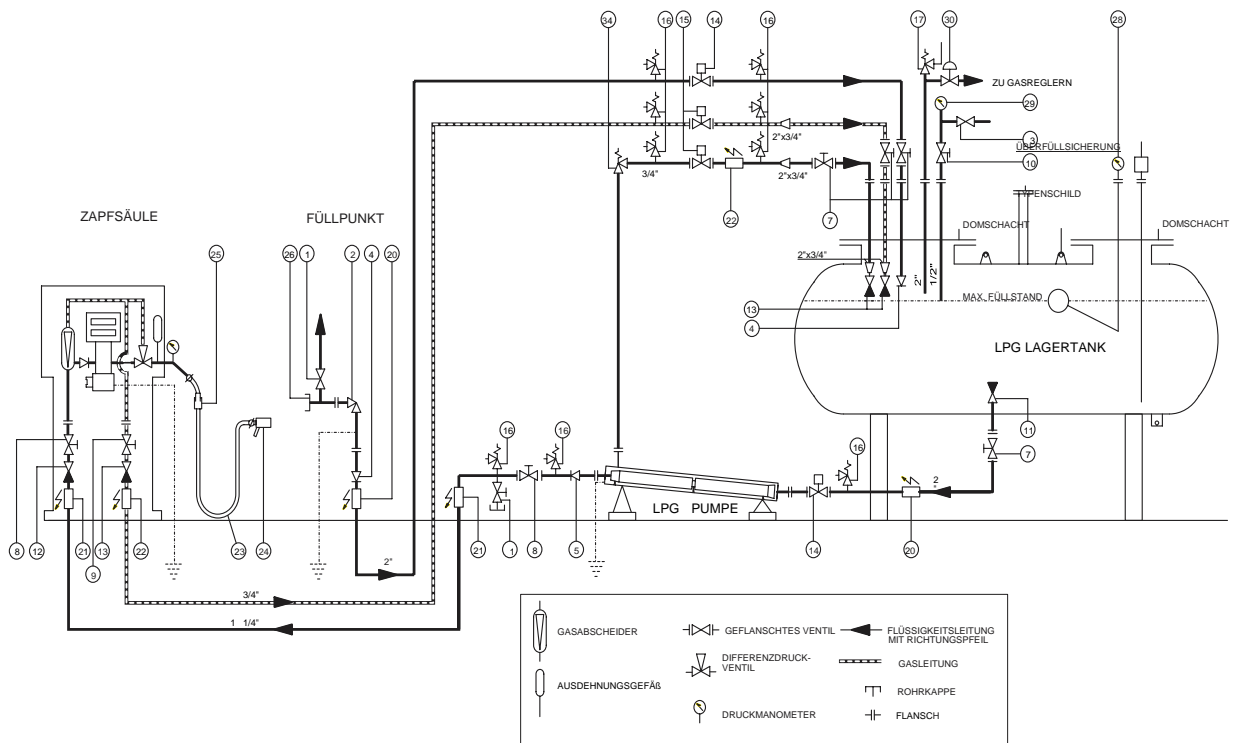 34
16
15
14
16
17
30
28
ZU GASREGLERN
29
3
ÜBERFÜLLSICHERUNG
10
2"x3/4"
3/4"
2"x3/4"
22
7
YPENSCHILD
DOMSCHACHT
DOMSCHACHT
ZAPFSÄULE
FÜLLPUNKT
25
26
1
2
4
20
2"x3/4"
2"
1/2"
MAX. FÜLLSTAND
13
4
LPG LAGERTANK
11
7
16
16
16
2
"
LPG PUMPE
8
12
9
13
21
22
23
24
21
1
8
5
14
20
2"
3/4"
1 1/4"
GASABSCHEIDER
GEFLANSCHTES VENTIL
FLÜSSIGKEITSLEITUNG
MIT RICHTUNGSPFEIL
DIFFERENZDRUCK-
VENTIL
GASLEITUNG
AUSDEHNUNGSGEFÄß
ROHRKAPPE
DRUCKMANOMETER
FLANSCH